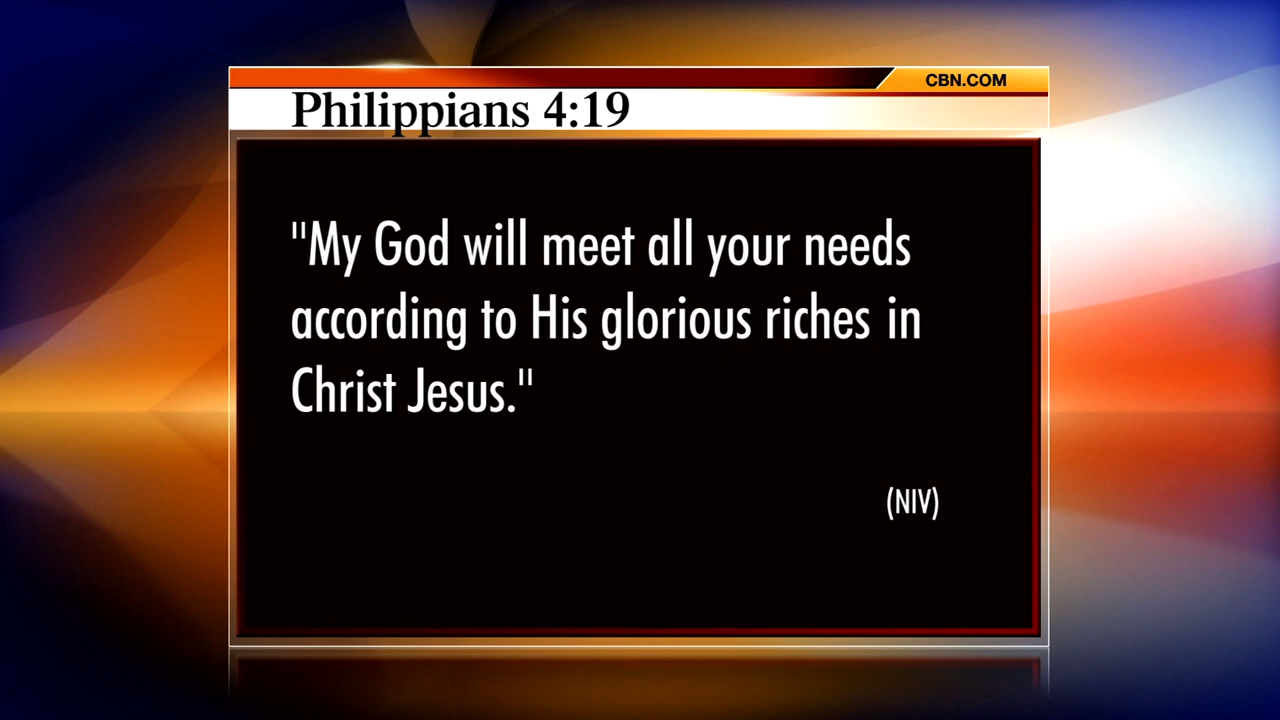 CBN.COM
Philippians 4:19
"My God will meet all your needs
according to His glorious riches in
Christ Jesus."
(NIV)